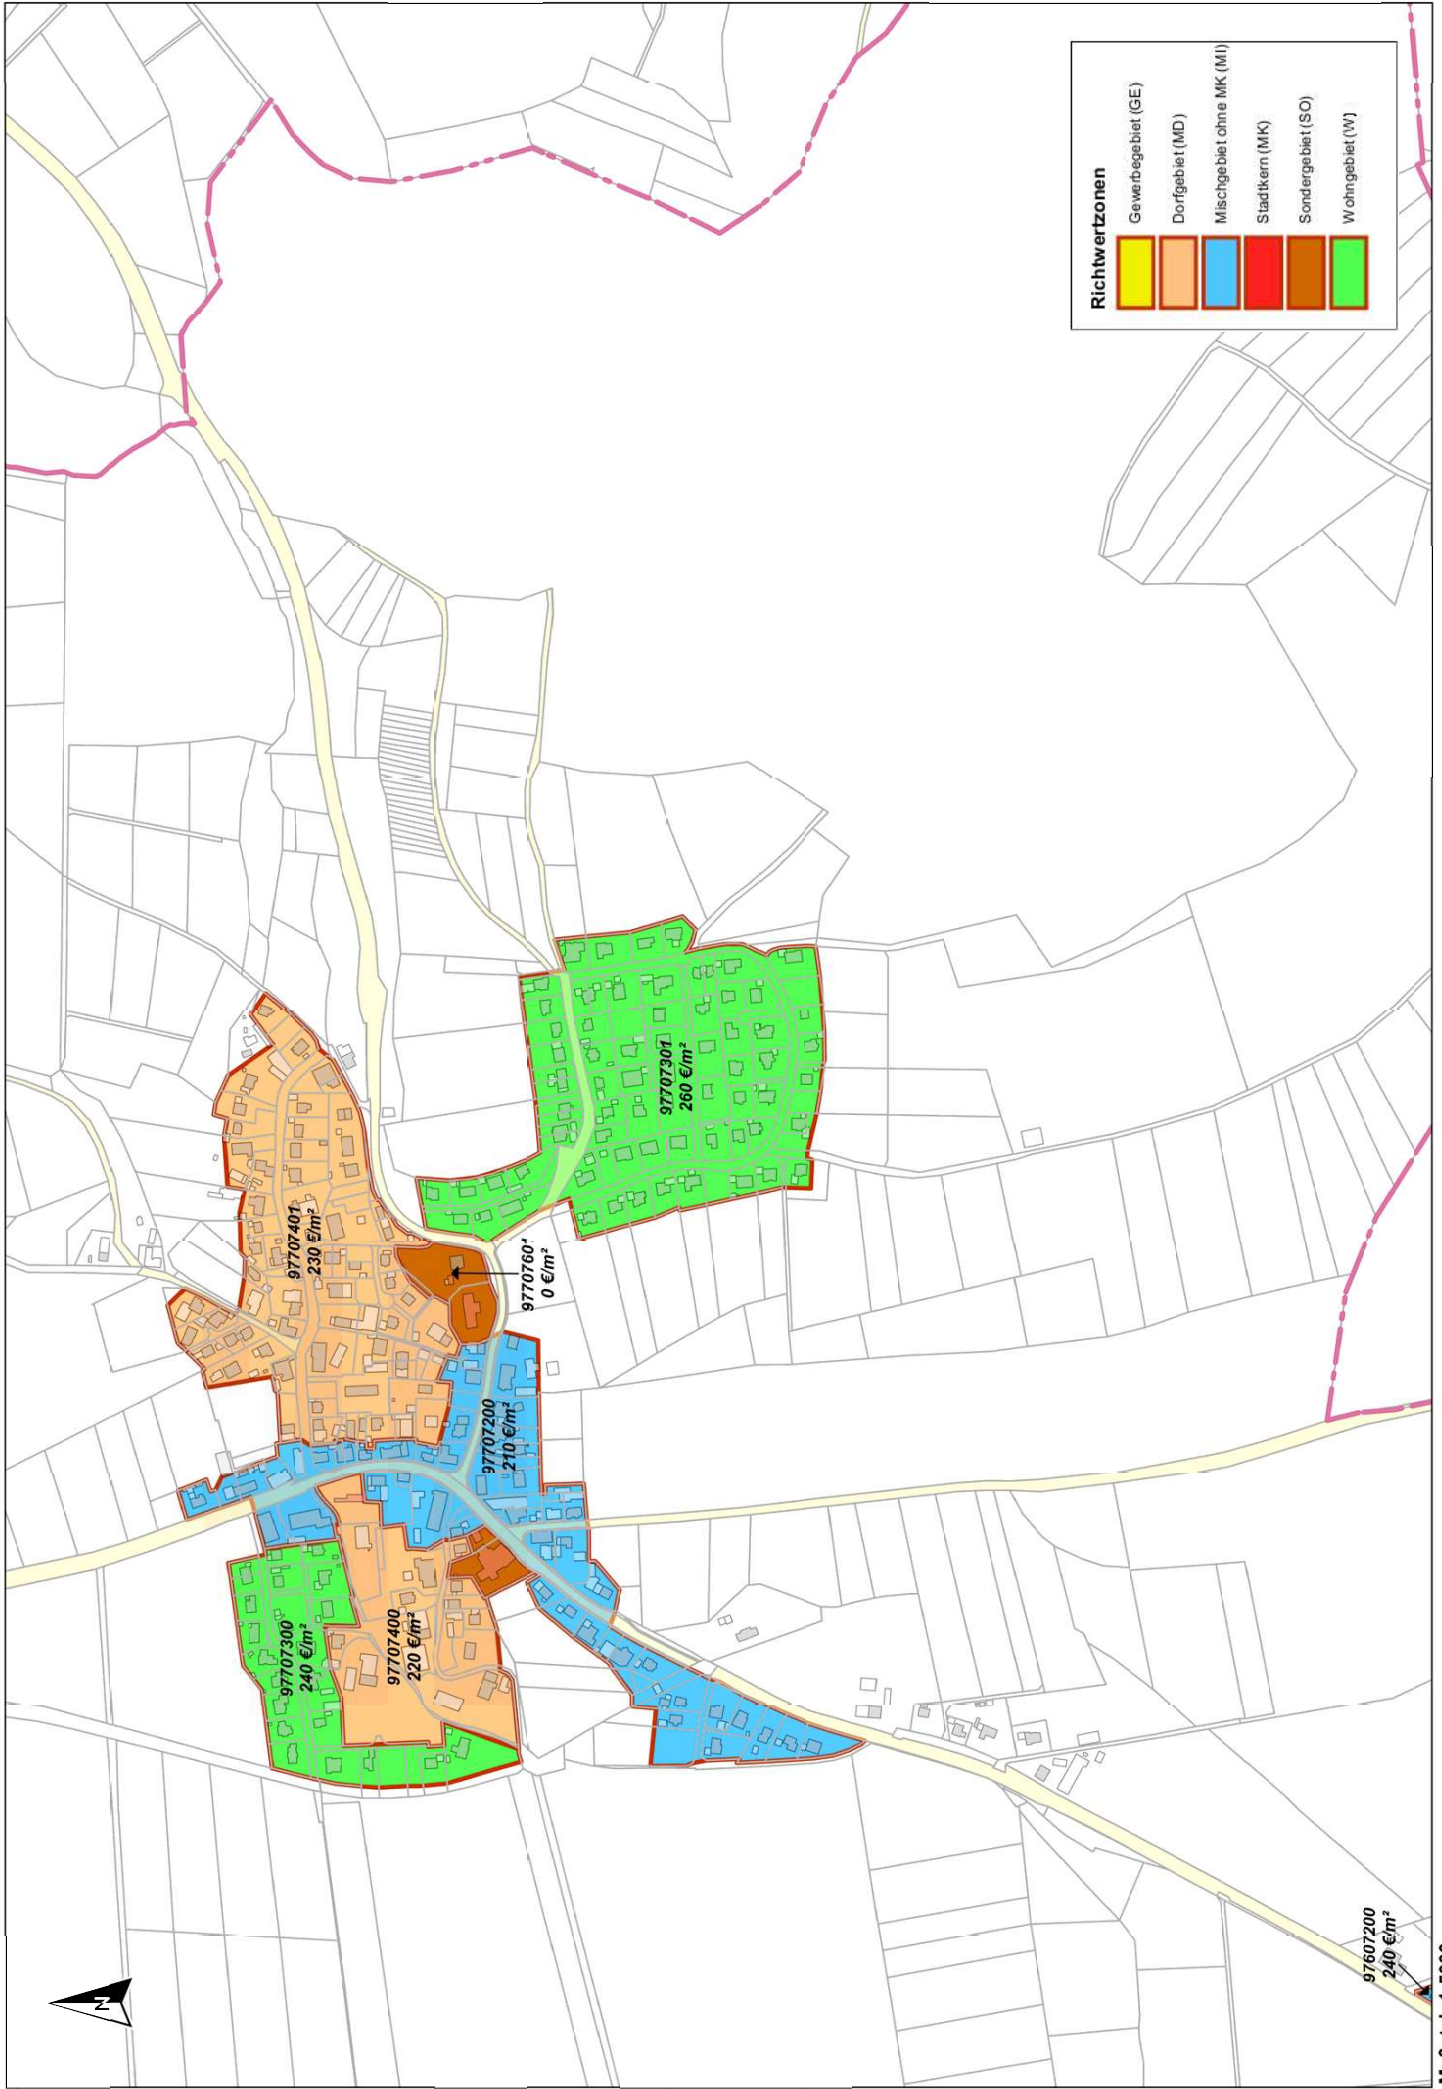 Richtwertzonen
Gewerbegebiet (GE)
Dorfgebiet (MD)
Mischgebiet ohne MK (MI)
Stadtkern (MK)
Sondergebiet (SO)
Wohngebiet (W)
97707401
230 €/m²
97707301
260 €/m²
9770760
0 €/m²
97707200
210 €/m²
97707300
240 €/m²
97707400
220 €/m²
97607200
240 €/m²
N